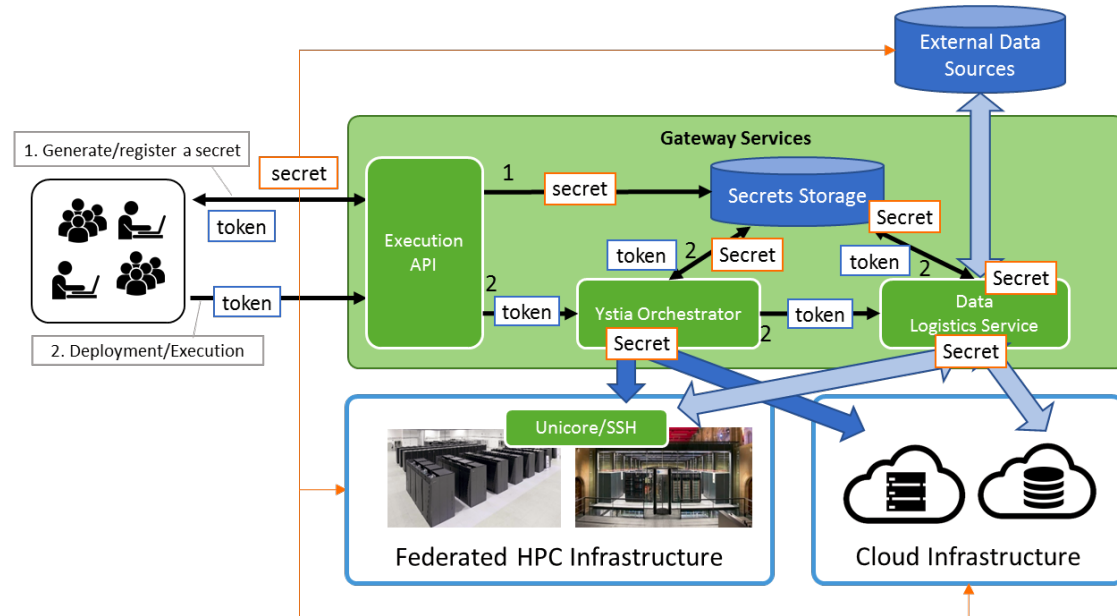 External Data
Sources
Gateway Services
1. Generate/register a secret
secret
token
1
secret
Secrets Storage
Execution
API
Secret
token
2
Secret
token
2
Secret
token
2
token
Ystia Orchestrator
2
token
Data
Logistics Service
2. Deployment/Execution
Secret
Secret
Unicore/SSH
Federated HPC Infrastructure
Cloud Infrastructure